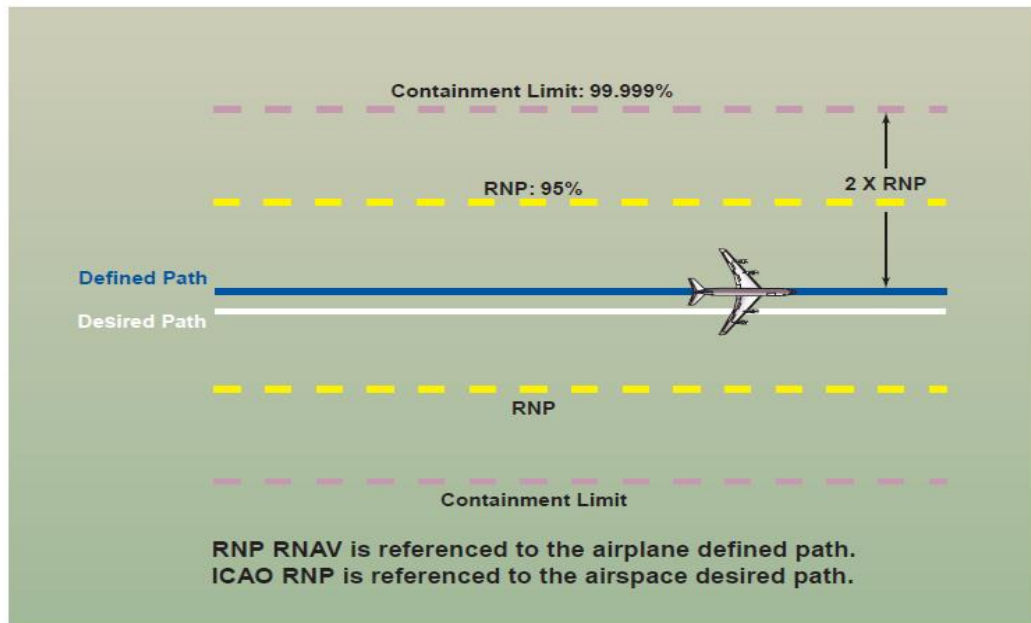 Containment Limit: 99.999%
RNP: 95%
2 X RNP
Defined Path
Desired Path
RNP
Containment Limit
RNP RNAV is referenced to the airplane defined path.
ICAO RNP is referenced to the airspace desired path.